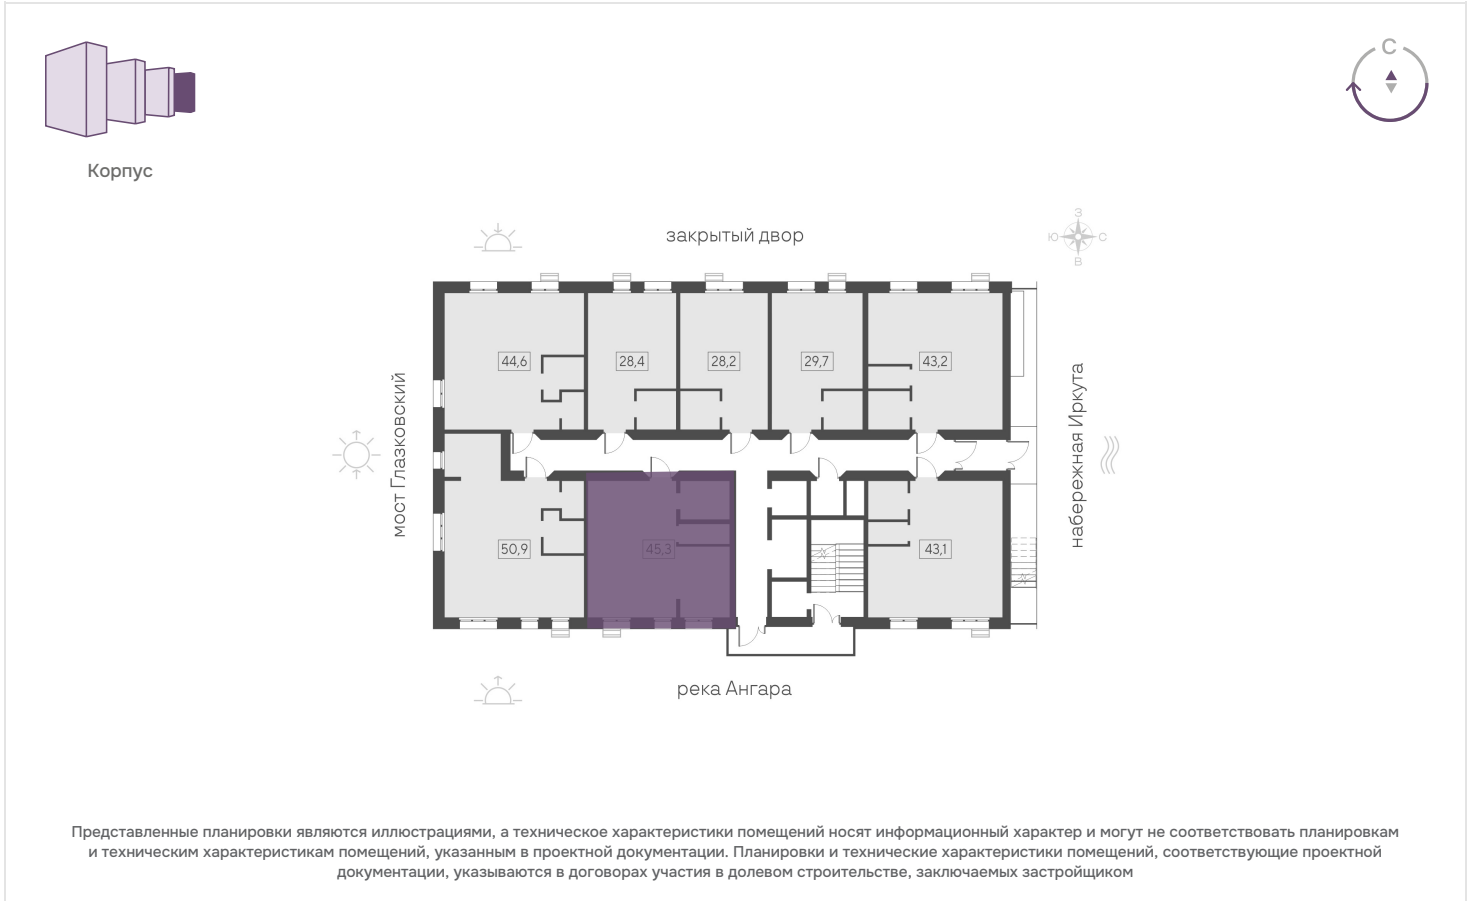 С
Корпус
закрытый двор
З
Ю С
В
44,6
28,4
28,2
29,7
43,2
мост Глазковский
набережная Иркута
50,9
45,3
43,1
река Ангара
Представленные планировки являются иллюстрациями, а техническое характеристики помещений носят информационный характер и могут не соответствовать планировкам
и техническим характеристикам помещений, указанным в проектной документации. Планировки и технические характеристики помещений, соответствующие проектной
документации, указываются в договорах участия в долевом строительстве, заключаемых застройщиком